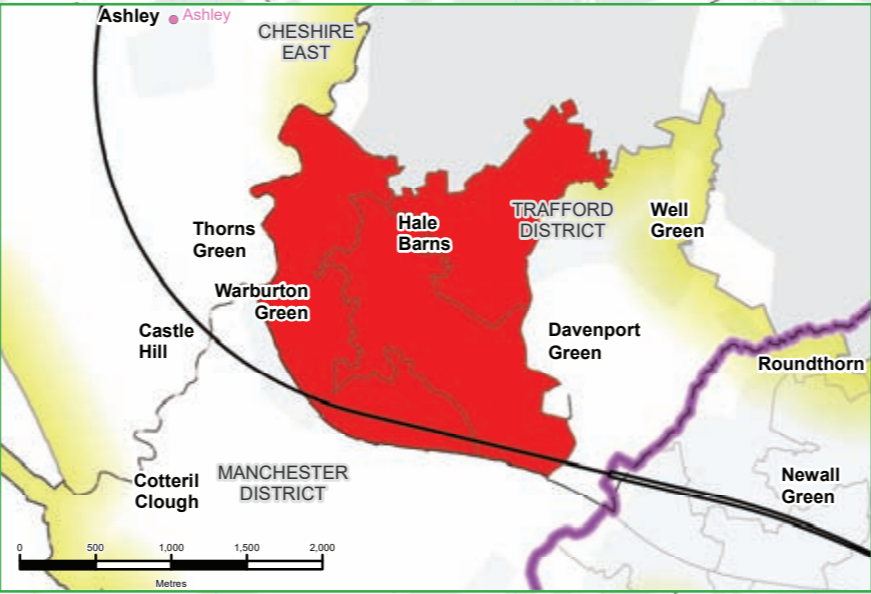 Ashley
Ashley
CHESHIRE
EAST
Thorns
Green
Hale
Barns
TRAFFORD
DISTRICT
Well
Green
Warburton
Green
Castle
Hill
Davenport
Green
Roundthorn
Cotteril
Clough
MANCHESTER
DISTRICT
Newall
Green
0 500 1,000 1,500 2,000
Metres